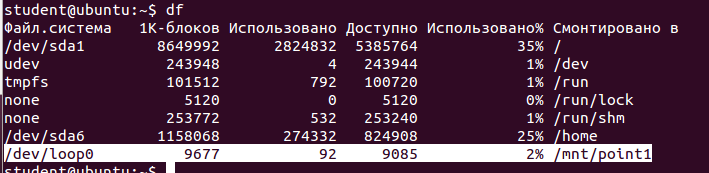 student@ubuntu:~$ df
Файл.система 1K-блоков Использовано Доступно Использовано% Смонтировано в
/dev/sda1 8649992 2824832 5385764 35% /
udev 243948 4 243944 1% /dev
tmpfs 101512 792 100720 1% /run
none 5120 0 5120 0% /run/lock
none 253772 532 253240 1% /run/shm
/dev/sda6 1158068 274332 824908 25% /home
/dev/loop0 9677 92 9085 2% /mnt/point1
student@ubuntu:~$